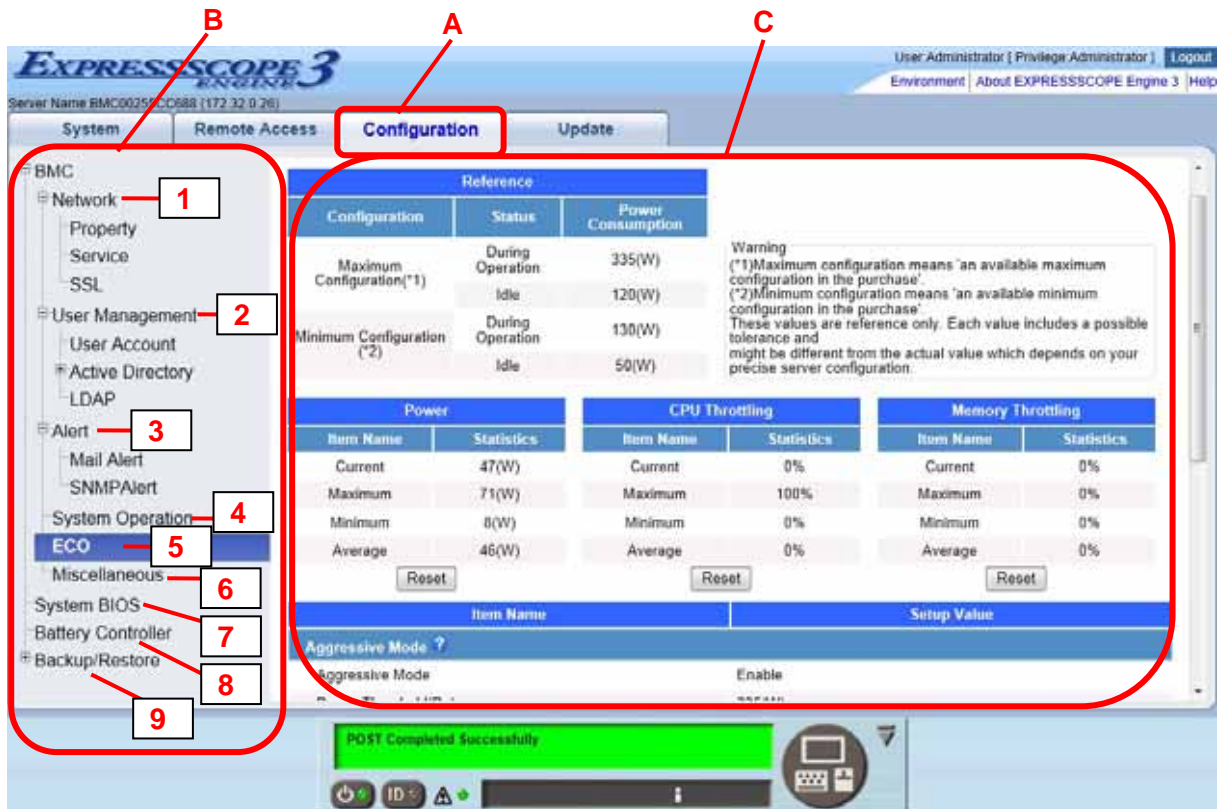 B
A
C
EXPRESSSCOPE
ENGINE 3
User:Administrator [ Privilege:Administrator ] Logout
Environment About EXPRESSSCOPE Engine 3 Help
Server Name (172.32.0.26)
System Remote Access Configuration Update
BMC
Network 1
Property
Service
SSL
User Management 2
User Account
Active Directory
LDAP
Alert 3
Mail Alert
SNMPAlert
System Operation 4
ECO 5
Miscellaneous 6
System BIOS 7
Battery Controller 8
Backup/Restore 9
Reference
Configuration Status Power Consumption
Maximum Configuration(*1) During Operation 335(W)
Idle 120(W)
Minimum Configuration (*2) During Operation 130(W)
Idle 50(W)
Warning
(*1)Maximum configuration means 'an available maximum
configuration in the purchase'.
(*2)Minimum configuration means 'an available minimum
configuration in the purchase'.
These values are reference only. Each value includes a possible
tolerance and
might be different from the actual value which depends on your
precise server configuration.
Power
Item Name Statistics
Current 47(W)
Maximum 71(W)
Minimum 8(W)
Average 46(W)
Reset
CPU Throttling
Item Name Statistics
Current 0%
Maximum 100%
Minimum 0%
Average 0%
Reset
Memory Throttling
Item Name Statistics
Current 0%
Maximum 0%
Minimum 0%
Average 0%
Reset
Item Name Setup Value
Aggressive Mode ?
Aggressive Mode Enable
POST Completed Successfully
ID